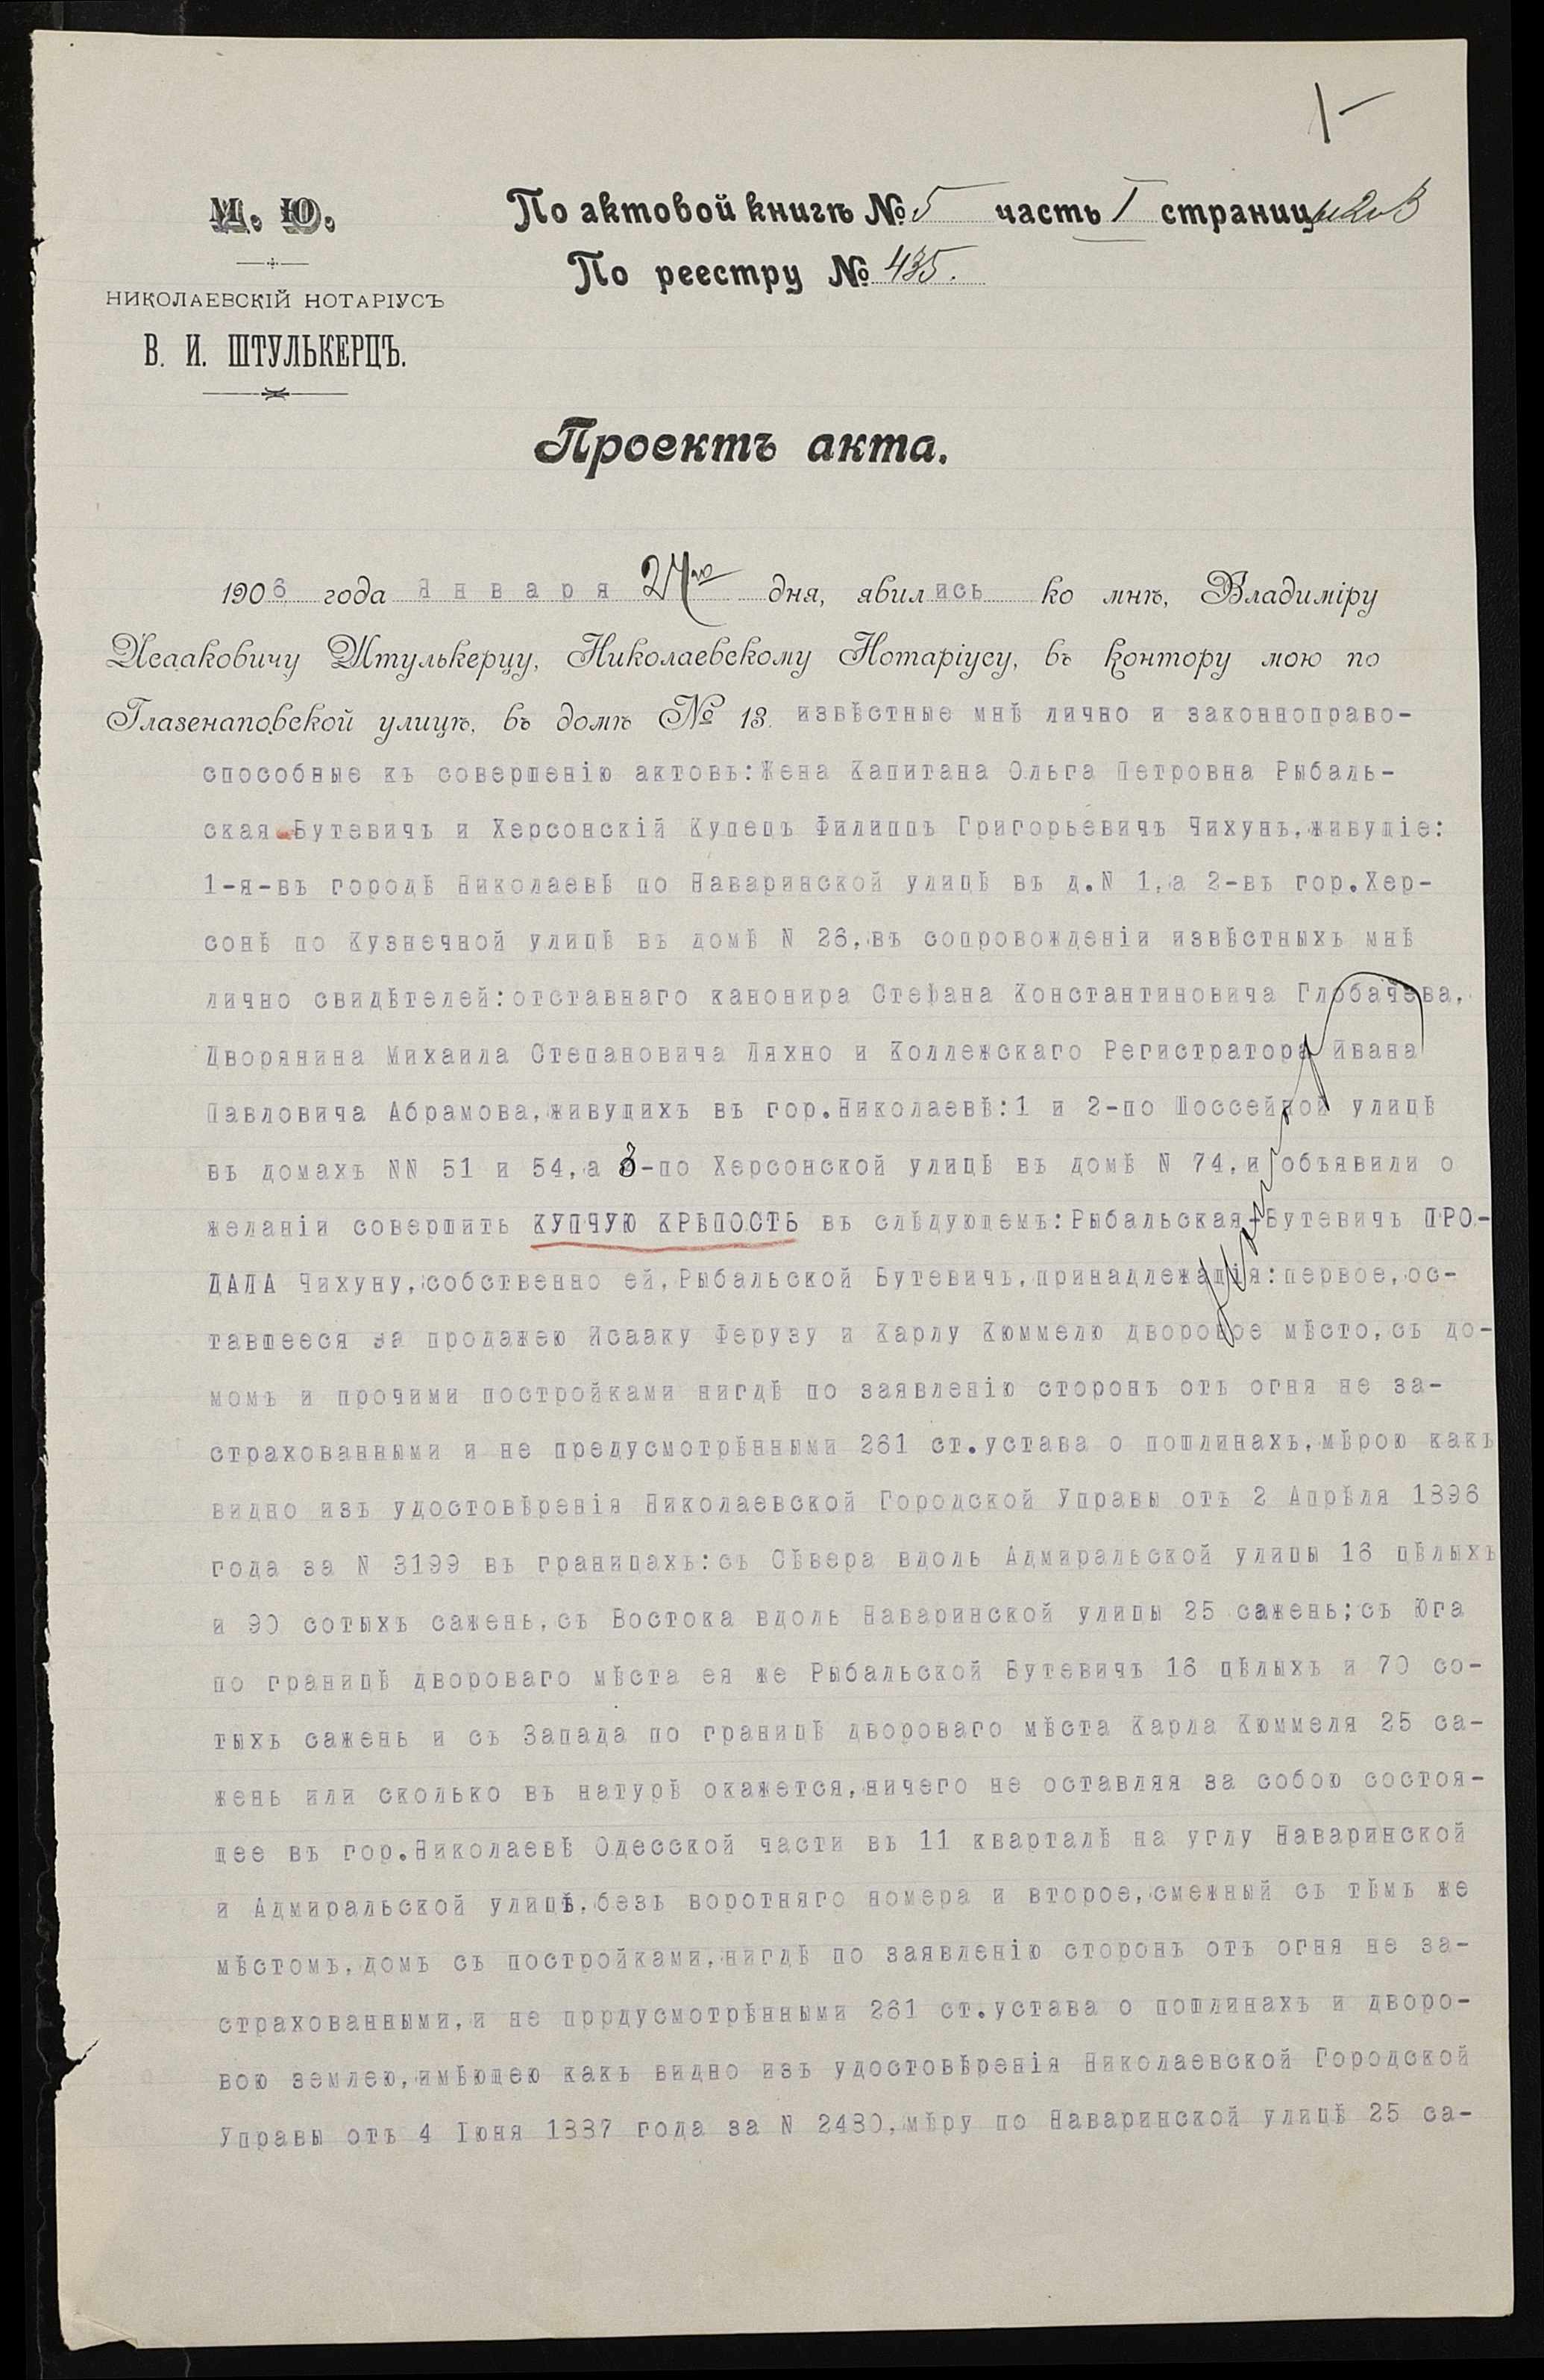 М. Ю.
НИКОЛАЕВСКІЙ НОТАРІУСЪ
В. И. ШТУЛЬКЕРЦЪ.
По актовой книгѣ № 5 часть I страницы 2 и 3
По реестру № 435.
Проектъ акта.
1906 года Января 27го дня, явились ко мнѣ, Владиміру
Исааковичу Штулькерцу, Николаевскому Нотаріусу, въ контору мою по
Глазенаповской улицѣ, въ домѣ № 13. извѣстные мнѣ лично и законноправо-
способные къ совершенію актовъ:Жена Капитана Ольга Петровна Рыбаль-
ская-Бутевичъ и Херсонскій Купецъ Филиппъ Григорьевичъ Чихунъ,живущіе:
1-я-въ городѣ Николаевѣ по Наваринской улицѣ въ д.N 1,а 2-въ гор.Хер-
сонѣ по Кузнечной улицѣ въ домѣ N 26,въ сопровожденіи извѣстныхъ мнѣ
лично свидѣтелей:отставнаго канонира Стефана Константиновича Глобачева,
Дворянина Михаила Степановича Ляхно и Коллежскаго Регистратора Ивана
Павловича Абрамова,живущихъ въ гор.Николаевѣ:1 и 2-по Шоссейной улицѣ
въ домахъ NN 51 и 54,а 3-по Херсонской улицѣ въ домѣ N 74,и объявили о
желаніи совершить КУПЧУЮ КРѢПОСТЬ въ слѣдующемъ:Рыбальская-Бутевичъ ПРО-
ДАЛА Чихуну,собственно ей,Рыбальской Бутевичъ,принадлежащія:первое,ос-
тавшееся за продажею Исааку Ферузу и Карлу Кюммелю дворовое мѣсто,съ до-
момъ и прочими постройками нигдѣ по заявленію сторонъ отъ огня не за-
страхованными и не предусмотрѣнными 261 ст.устава о пошлинахъ,мѣрою какъ
видно изъ удостовѣренія Николаевской Городской Управы отъ 2 Апрѣля 1896
года за N 3199 въ границахъ:съ Сѣвера вдоль Адмиральской улицы 16 цѣлыхъ
и 90 сотыхъ сажень,съ Востока вдоль Наваринской улицы 25 сажень;съ Юга
по границѣ двороваго мѣста ея же Рыбальской Бутевичъ 16 цѣлыхъ и 70 со-
тыхъ сажень и съ Запада по границѣ двороваго мѣста Карла Кюммеля 25 са-
жень или сколько въ натурѣ окажется,ничего не оставляя за собою состоя-
щее въ гор.Николаевѣ Одесской части въ 11 кварталѣ на углу Наваринской
и Адмиральской улицѣ,безъ воротняго номера и второе,смежный съ тѣмъ же
мѣстомъ,домъ съ постройками,нигдѣ по заявленію сторонъ отъ огня не за-
страхованными,и не прpдусмотрѣнными 261 ст.устава о пошлинахъ и дворо-
вою землею,имѣющею какъ видно изъ удостовѣренія Николаевской Городской
Управы отъ 4 Іюня 1887 года за N 2480,мѣру по Наваринской улицѣ 25 са-